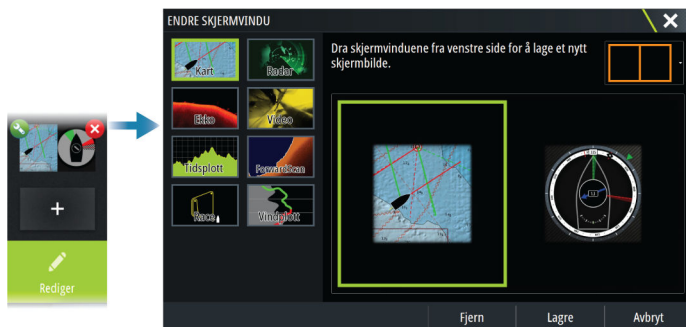 ENDRE SKJERMVINDU
Kart
Radar
Ekko
Video
Tidsplott
ForwardScan
Race
Vindplott
Dra skjermvinduene fra venstre side for å lage et nytt
skjermbilde.
+
Rediger
Fjern
Lagre
Avbryt